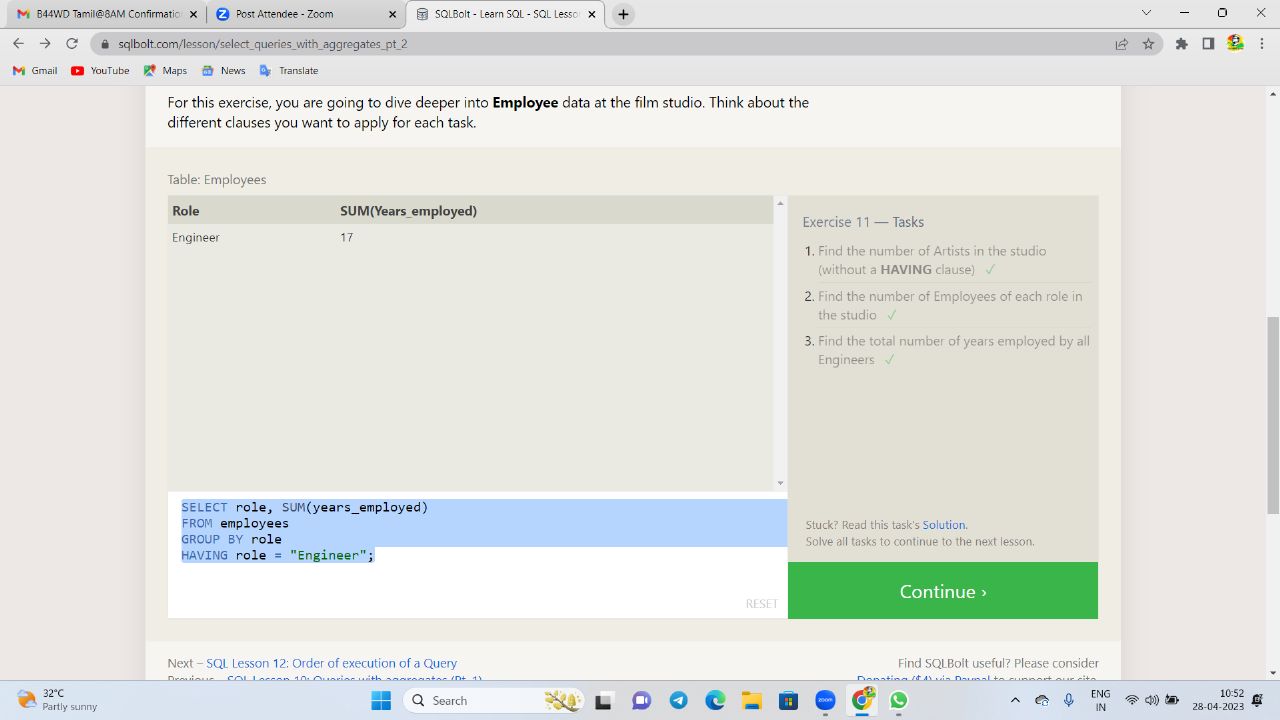 B44WD Tamil@8AM Confirmatio
Post Attendee - Zoom
SQLBolt - Learn SQL - SQL Lesso
sqlbolt.com/lesson/select_queries_with_aggregates_pt_2
Gmail
YouTube
Maps
News
Translate
For this exercise, you are going to dive deeper into Employee data at the film studio. Think about the
different clauses you want to apply for each task.
Table: Employees
Role SUM(Years_employed)
Engineer 17
Exercise 11 — Tasks
1. Find the number of Artists in the studio
(without a HAVING clause) ✓
2. Find the number of Employees of each role in
the studio ✓
3. Find the total number of years employed by all
Engineers ✓
Stuck? Read this task's Solution.
Solve all tasks to continue to the next lesson.
Continue ›
SELECT role, SUM(years_employed)
FROM employees
GROUP BY role
HAVING role = "Engineer";
RESET
Next – SQL Lesson 12: Order of execution of a Query
Previous – SQL Lesson 10: Queries with aggregates (Pt. 1)
Find SQLBolt useful? Please consider
Donating ($4) via Paypal to support our site.
32°C
Partly sunny
Search
zoom
ENG
IN
10:52
28-04-2023